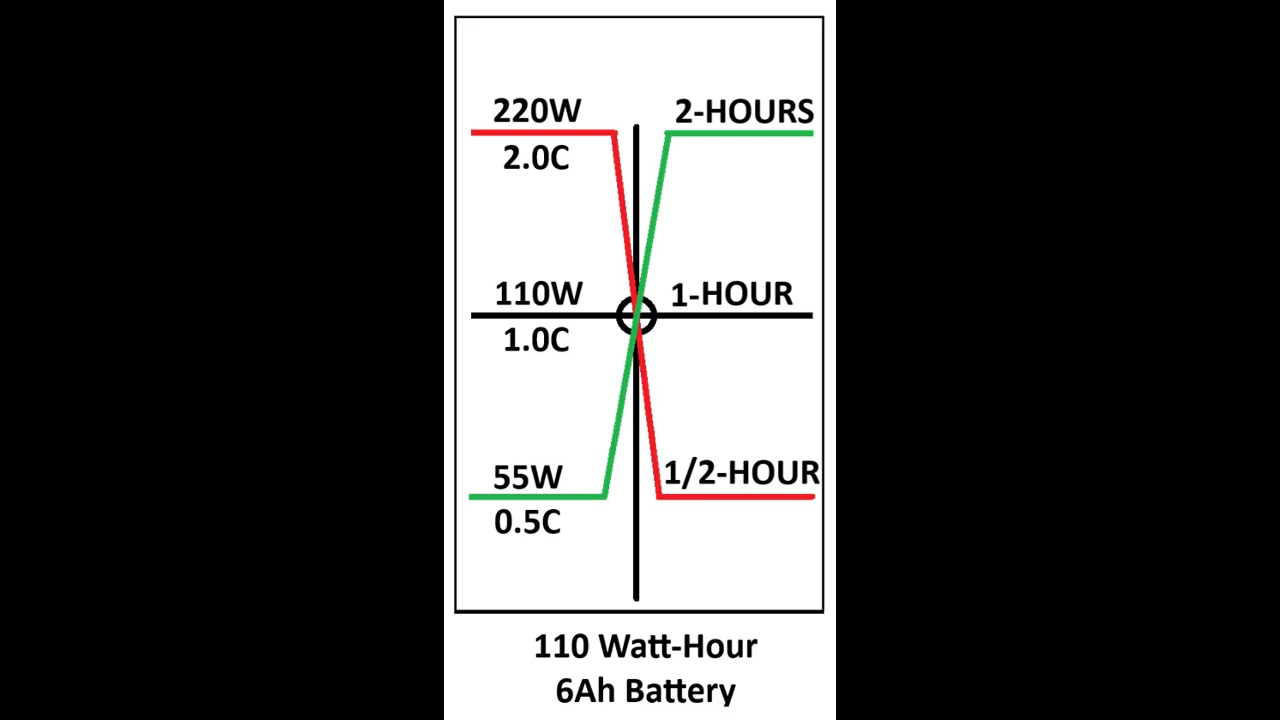 220W
2-HOURS
2.0C
110W
1-HOUR
1.0C
55W
1/2-HOUR
0.5C
110 Watt-Hour
6Ah Battery